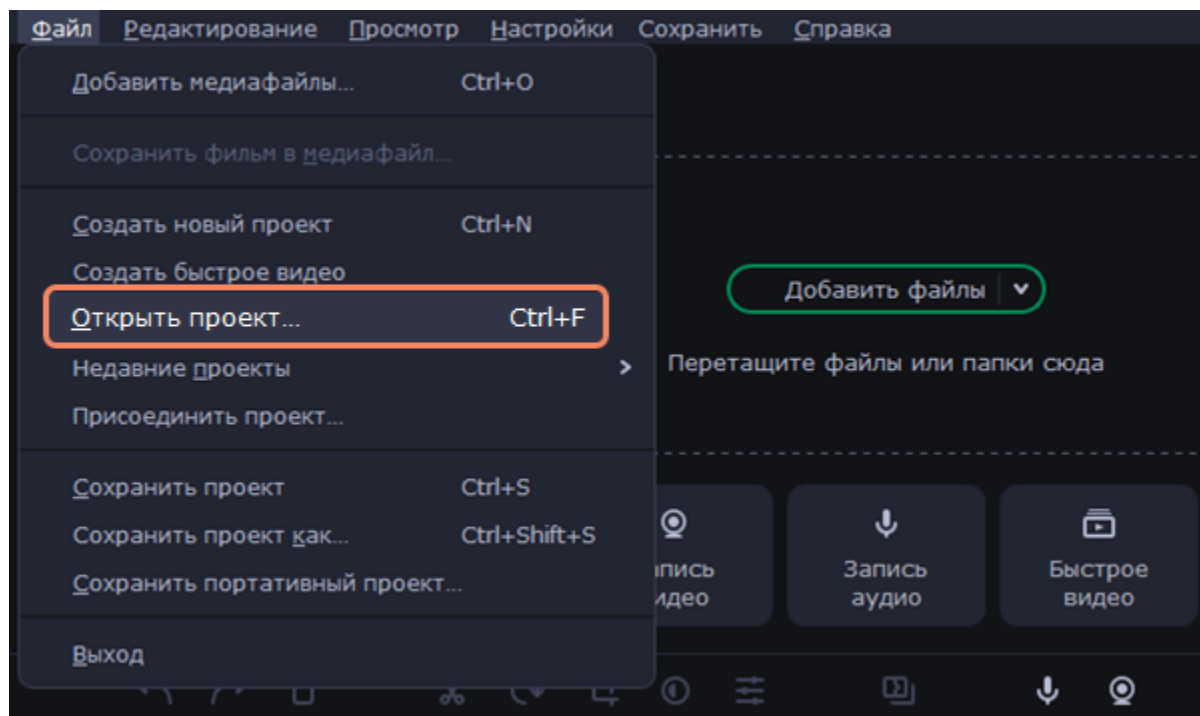 Файл Редактирование Просмотр Настройки Сохранить Справка
Добавить медиафайлы... Ctrl+O
Сохранить фильм в медиафайл...
Создать новый проект Ctrl+N
Создать быстрое видео
Открыть проект... Ctrl+F
Недавние проекты
Присоединить проект...
Сохранить проект Ctrl+S
Сохранить проект как... Ctrl+Shift+S
Сохранить портативный проект...
Выход
Добавить файлы
Перетащите файлы или папки сюда
Запись
аудио
Быстрое
видео